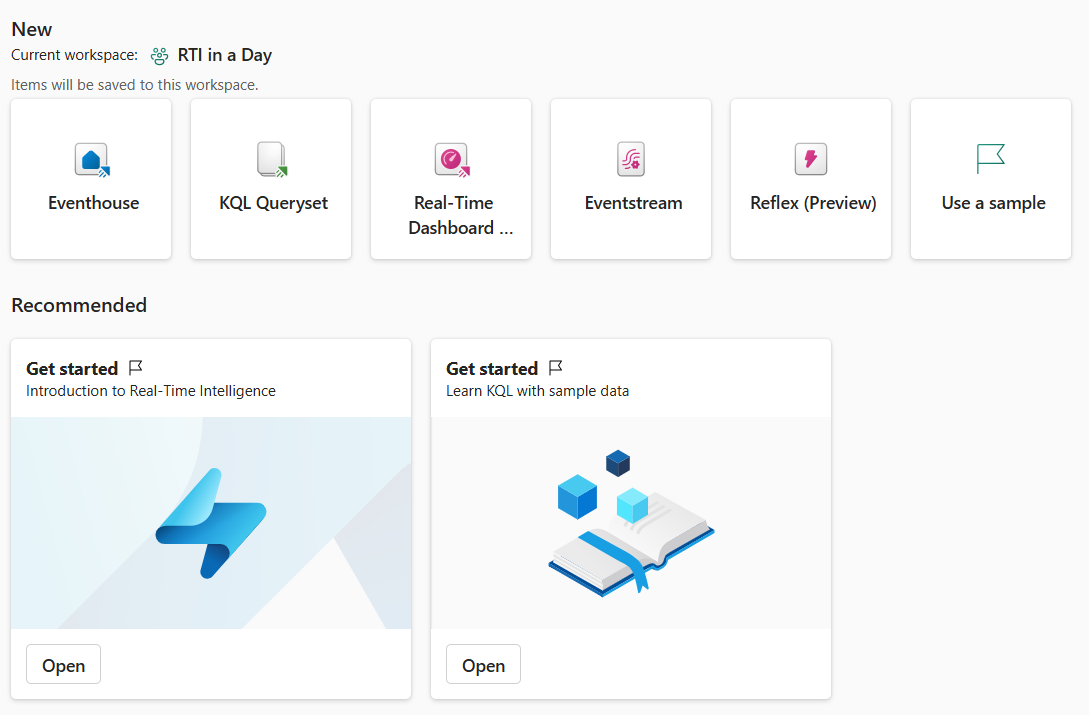 New
Current workspace: RTI in a Day
Items will be saved to this workspace.
Eventhouse
KQL Queryset
Real-Time
Dashboard ...
Eventstream
Reflex (Preview)
Use a sample
Recommended
Get started
Introduction to Real-Time Intelligence
Open
Get started
Learn KQL with sample data
Open